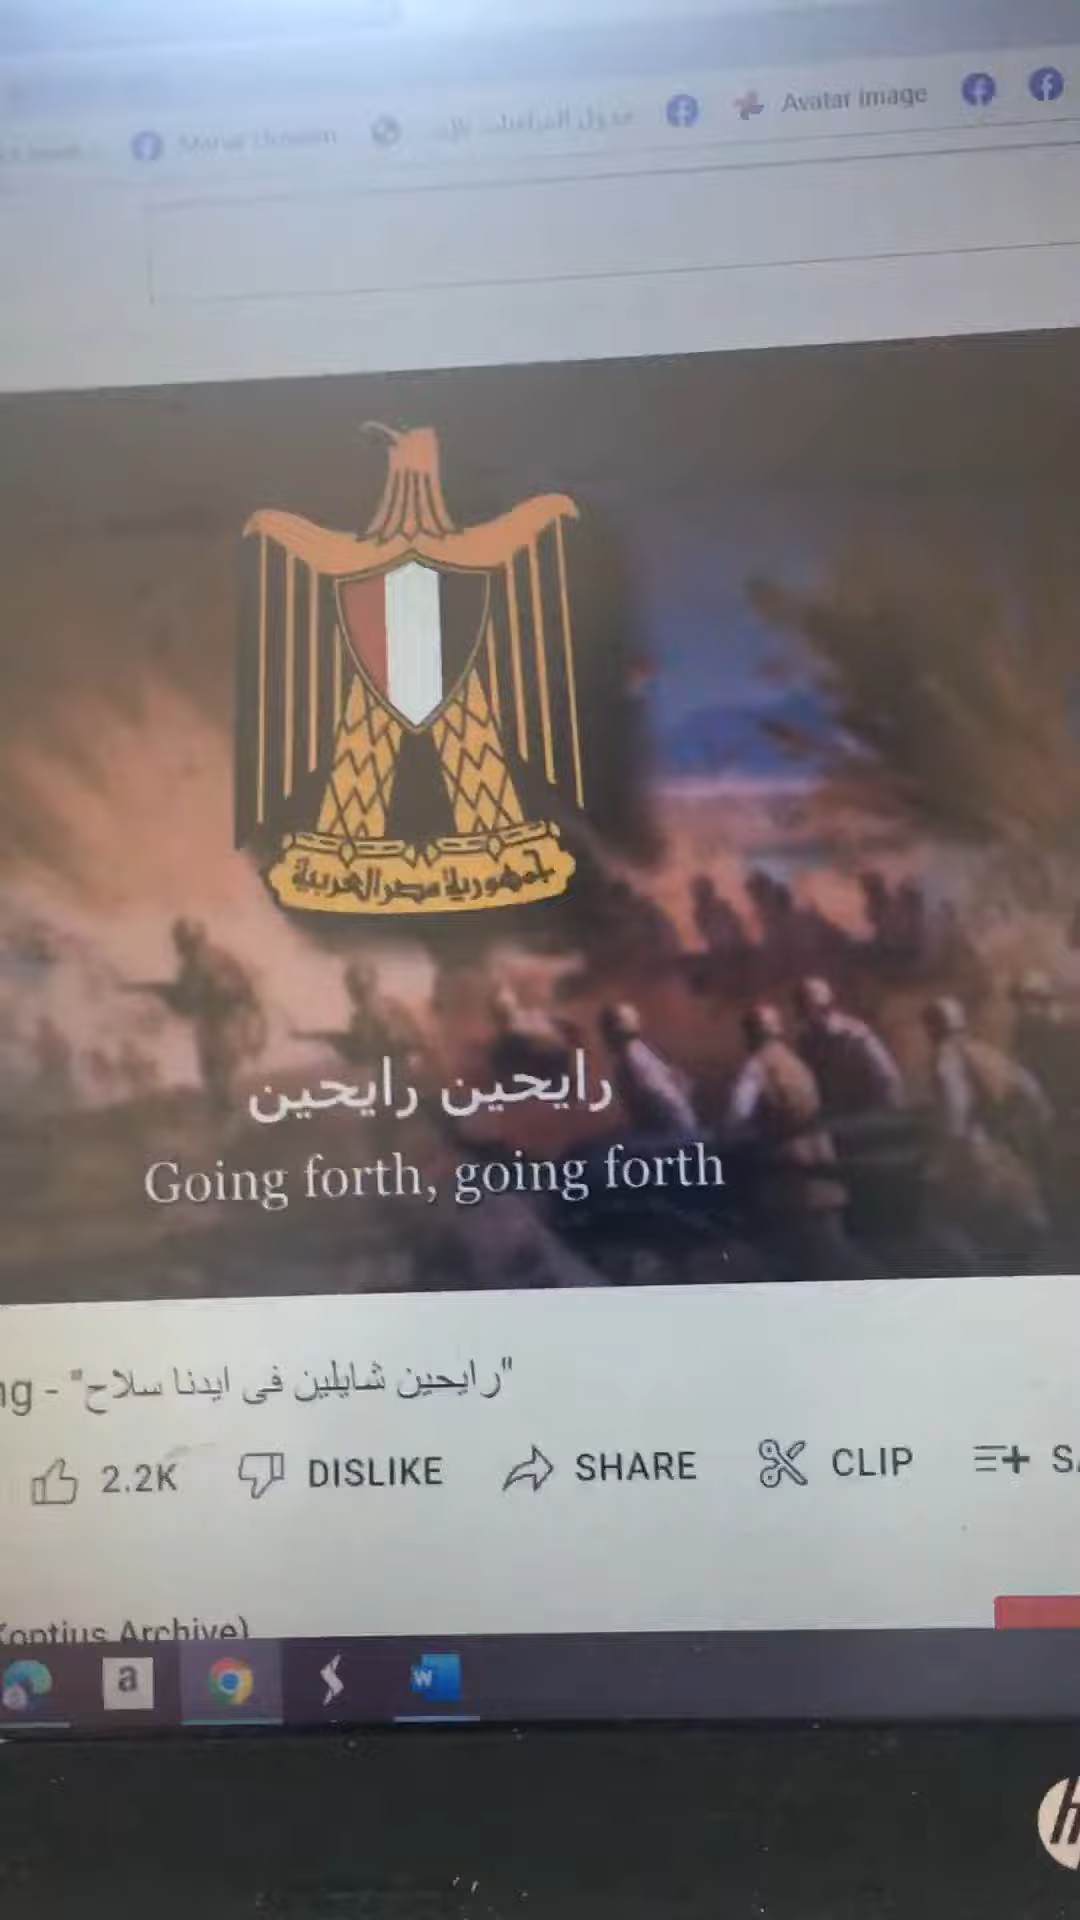 Avatar Image
جمهورية مصر العربية
رايحين رايحين
Going forth, going forth
"رايحين شايلين فى ايدنا سلاح" -
2.2K DISLIKE SHARE CLIP
Archive)
a
W